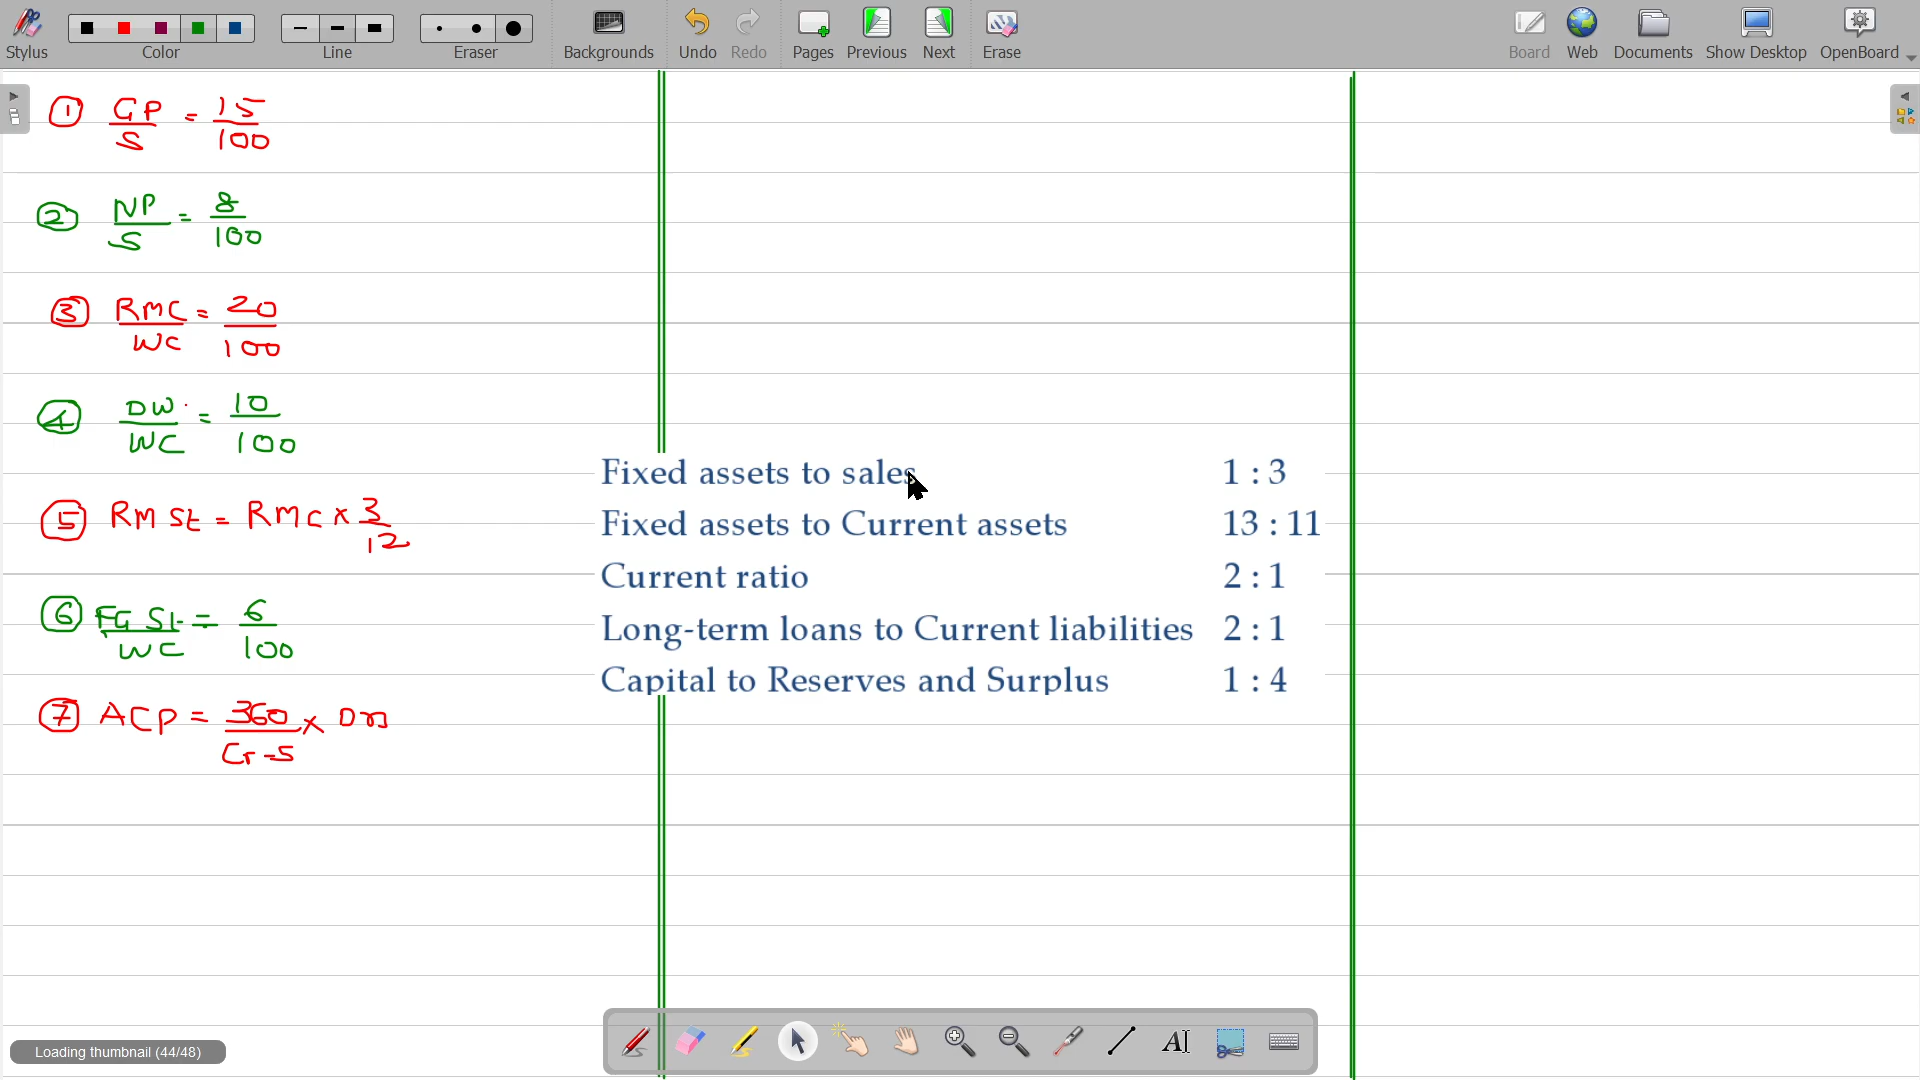 Stylus Color Line Eraser Backgrounds Undo Redo Pages Previous Next Erase Board Web Documents Show Desktop OpenBoard
① GP/S = 15/100
② NP/S = 8/100
③ RMC/WC = 20/100
④ DW/WC = 10/100
⑤ RM St = RMC × 3/12
⑥ FG St/WC = 6/100
⑦ ACP = 360/Cr-S × Drs
Fixed assets to sales 1 : 3
Fixed assets to Current assets 13 : 11
Current ratio 2 : 1
Long-term loans to Current liabilities 2 : 1
Capital to Reserves and Surplus 1 : 4
Loading thumbnail (44/48)
AI